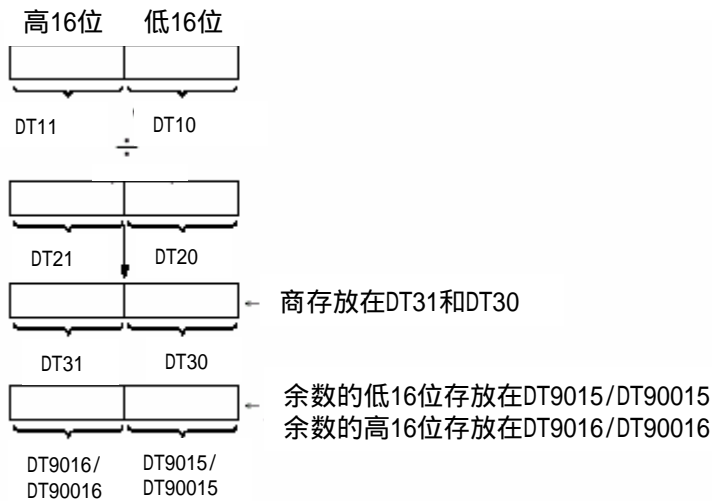 高16位 低16位
DT11 DT10
÷
DT21 DT20
商存放在DT31和DT30
DT31 DT30
余数的低16位存放在DT9015/DT90015
余数的高16位存放在DT9016/DT90016
DT9016/ DT9015/
DT90016 DT90015